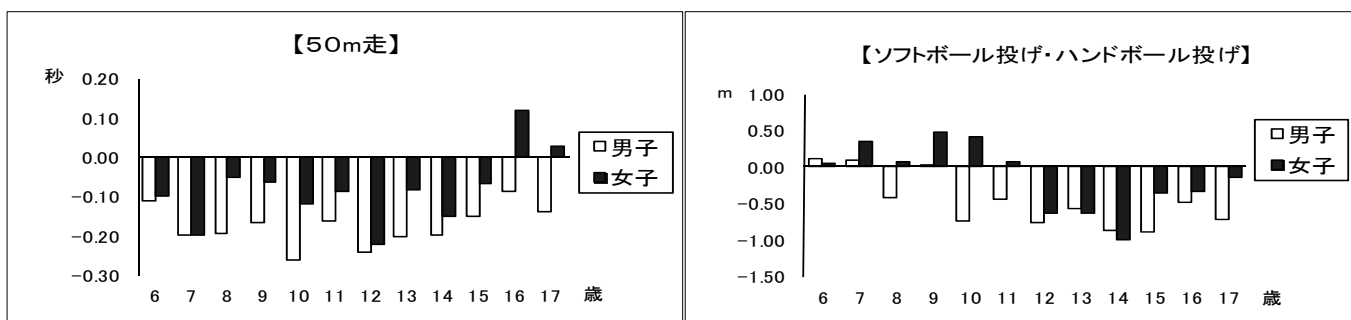 【50m走】
秒
0.20
0.10
0.00
-0.10
-0.20
-0.30
6 7 8 9 10 11 12 13 14 15 16 17 歳
□男子
■女子
【ソフトボール投げ・ハンドボール投げ】
m
1.00
0.50
0.00
-0.50
-1.00
-1.50
6 7 8 9 10 11 12 13 14 15 16 17 歳
□男子
■女子